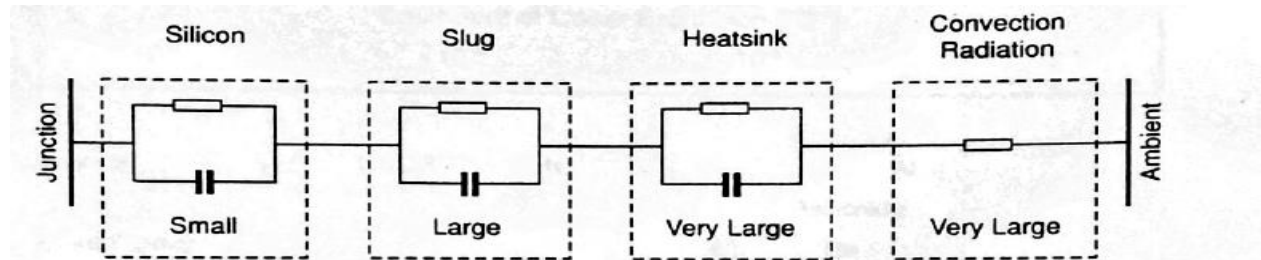 Silicon
Slug
Heatsink
Convection
Radiation
Junction
Ambient
Small
Large
Very Large
Very Large